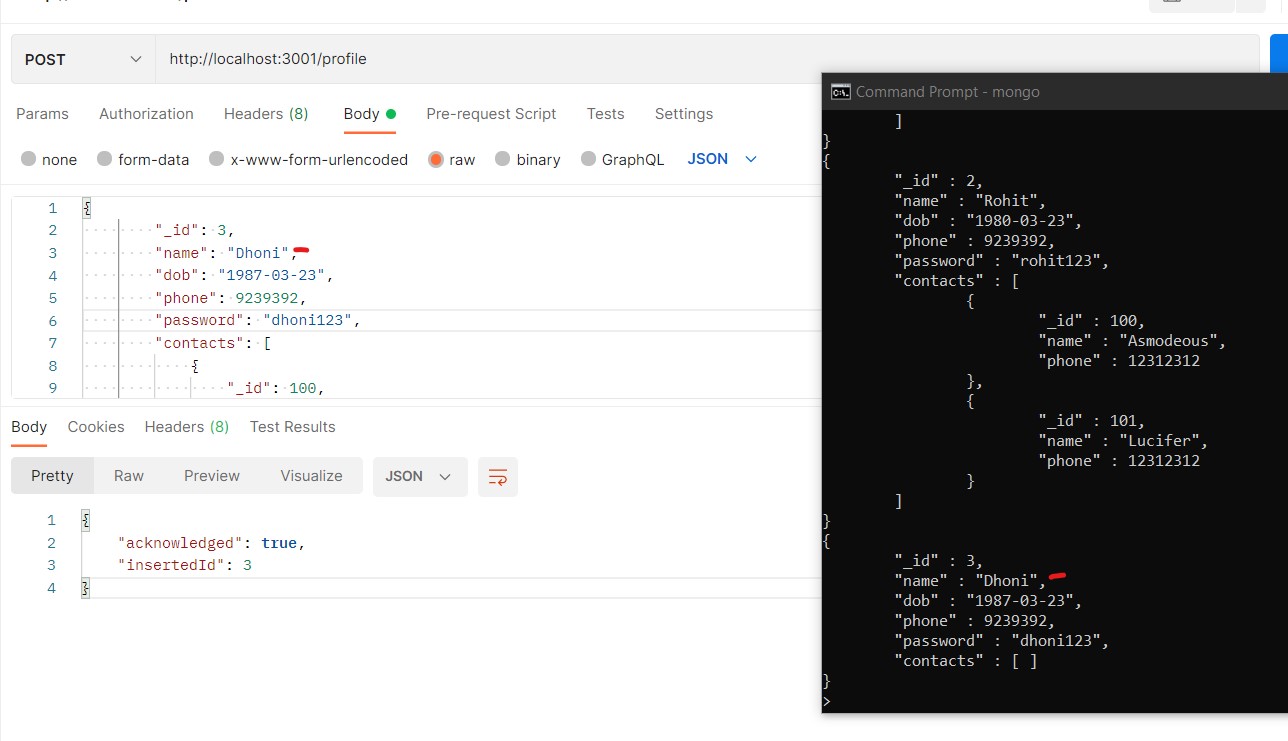 POST
http://localhost:3001/profile
Params Authorization Headers (8) Body Pre-request Script Tests Settings
none form-data x-www-form-urlencoded raw binary GraphQL JSON
1 {
2 "_id": 3,
3 "name": "Dhoni",
4 "dob": "1987-03-23",
5 "phone": 9239392,
6 "password": "dhoni123",
7 "contacts": [
8 {
9 "_id": 100,
Body Cookies Headers (8) Test Results
Pretty Raw Preview Visualize JSON
1 {
2 "acknowledged": true,
3 "insertedId": 3
4 }
Command Prompt - mongo
]
}
{
"_id" : 2,
"name" : "Rohit",
"dob" : "1980-03-23",
"phone" : 9239392,
"password" : "rohit123",
"contacts" : [
{
"_id" : 100,
"name" : "Asmodeous",
"phone" : 12312312
},
{
"_id" : 101,
"name" : "Lucifer",
"phone" : 12312312
}
]
}
{
"_id" : 3,
"name" : "Dhoni",
"dob" : "1987-03-23",
"phone" : 9239392,
"password" : "dhoni123",
"contacts" : [ ]
}
>